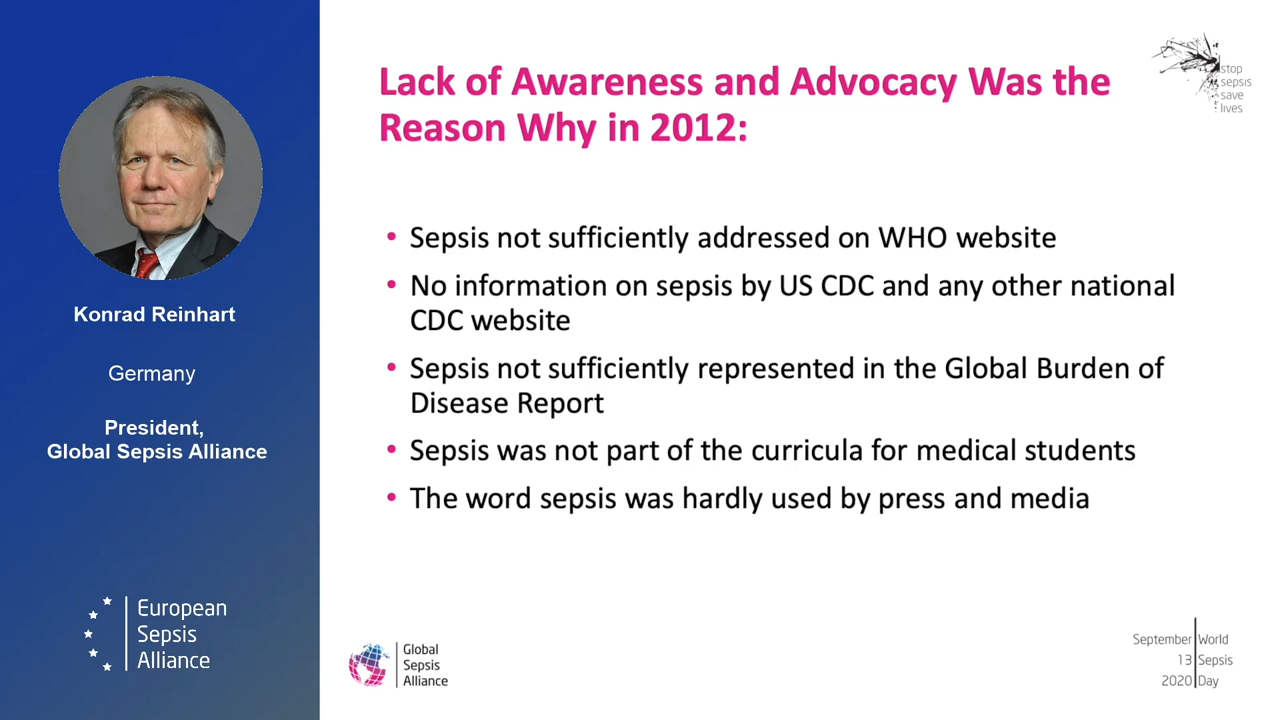 Konrad Reinhart
Germany
President,
Global Sepsis Alliance
European
Sepsis
Alliance
Lack of Awareness and Advocacy Was the
Reason Why in 2012:
• Sepsis not sufficiently addressed on WHO website
• No information on sepsis by US CDC and any other national
CDC website
• Sepsis not sufficiently represented in the Global Burden of
Disease Report
• Sepsis was not part of the curricula for medical students
• The word sepsis was hardly used by press and media
stop
sepsis
save
lives
Global
Sepsis
Alliance
September World
13 Sepsis
2020 Day